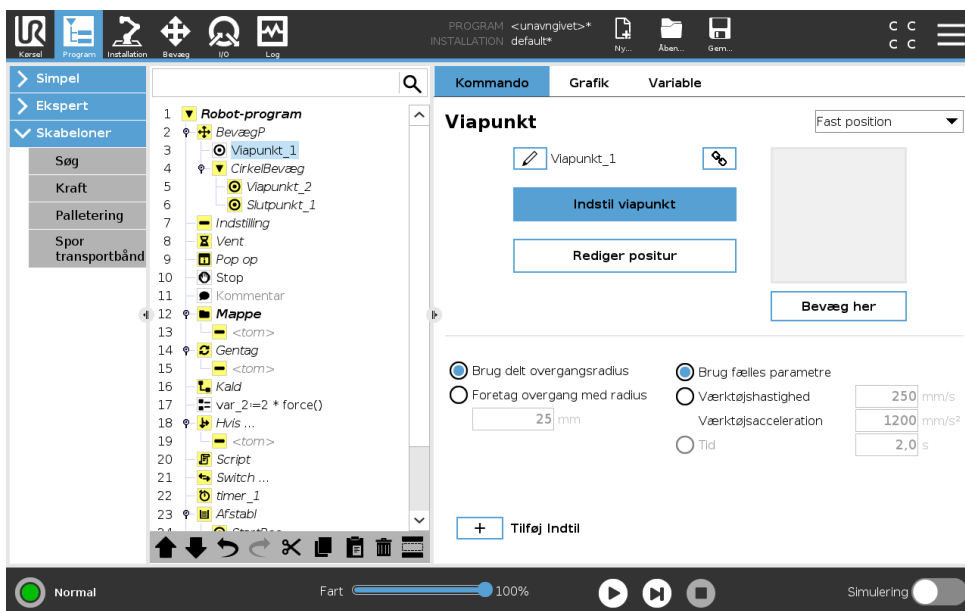 UR
PROGRAM <unavngivet>*
INSTALLATION default*
Kørsel Program Installation Bevæg I/O Log Ny... Åben... Gem...
C C
C C
Simpel
Ekspert
Skabeloner
Søg
Kraft
Palletering
Spor
transportbånd
1 Robot-program
2 BevægP
3 Viapunkt_1
4 CirkelBevæg
5 Viapunkt_2
6 Slutpunkt_1
7 Indstilling
8 Vent
9 Pop op
10 Stop
11 Kommentar
12 Mappe
13 <tom>
14 Gentag
15 <tom>
16 Kald
17 var_2:=2 * force()
18 Hvis ...
19 <tom>
20 Script
21 Switch ...
22 timer_1
23 Afstabl
Kommando Grafik Variable
Viapunkt
Fast position
Viapunkt_1
Indstil viapunkt
Rediger positur
Bevæg her
Brug delt overgangsradius
Foretag overgang med radius
25 mm
Brug fælles parametre
Værktøjshastighed 250 mm/s
Værktøjsacceleration 1200 mm/s²
Tid 2,0 s
+ Tilføj Indtil
Normal
Fart 100%
Simulering